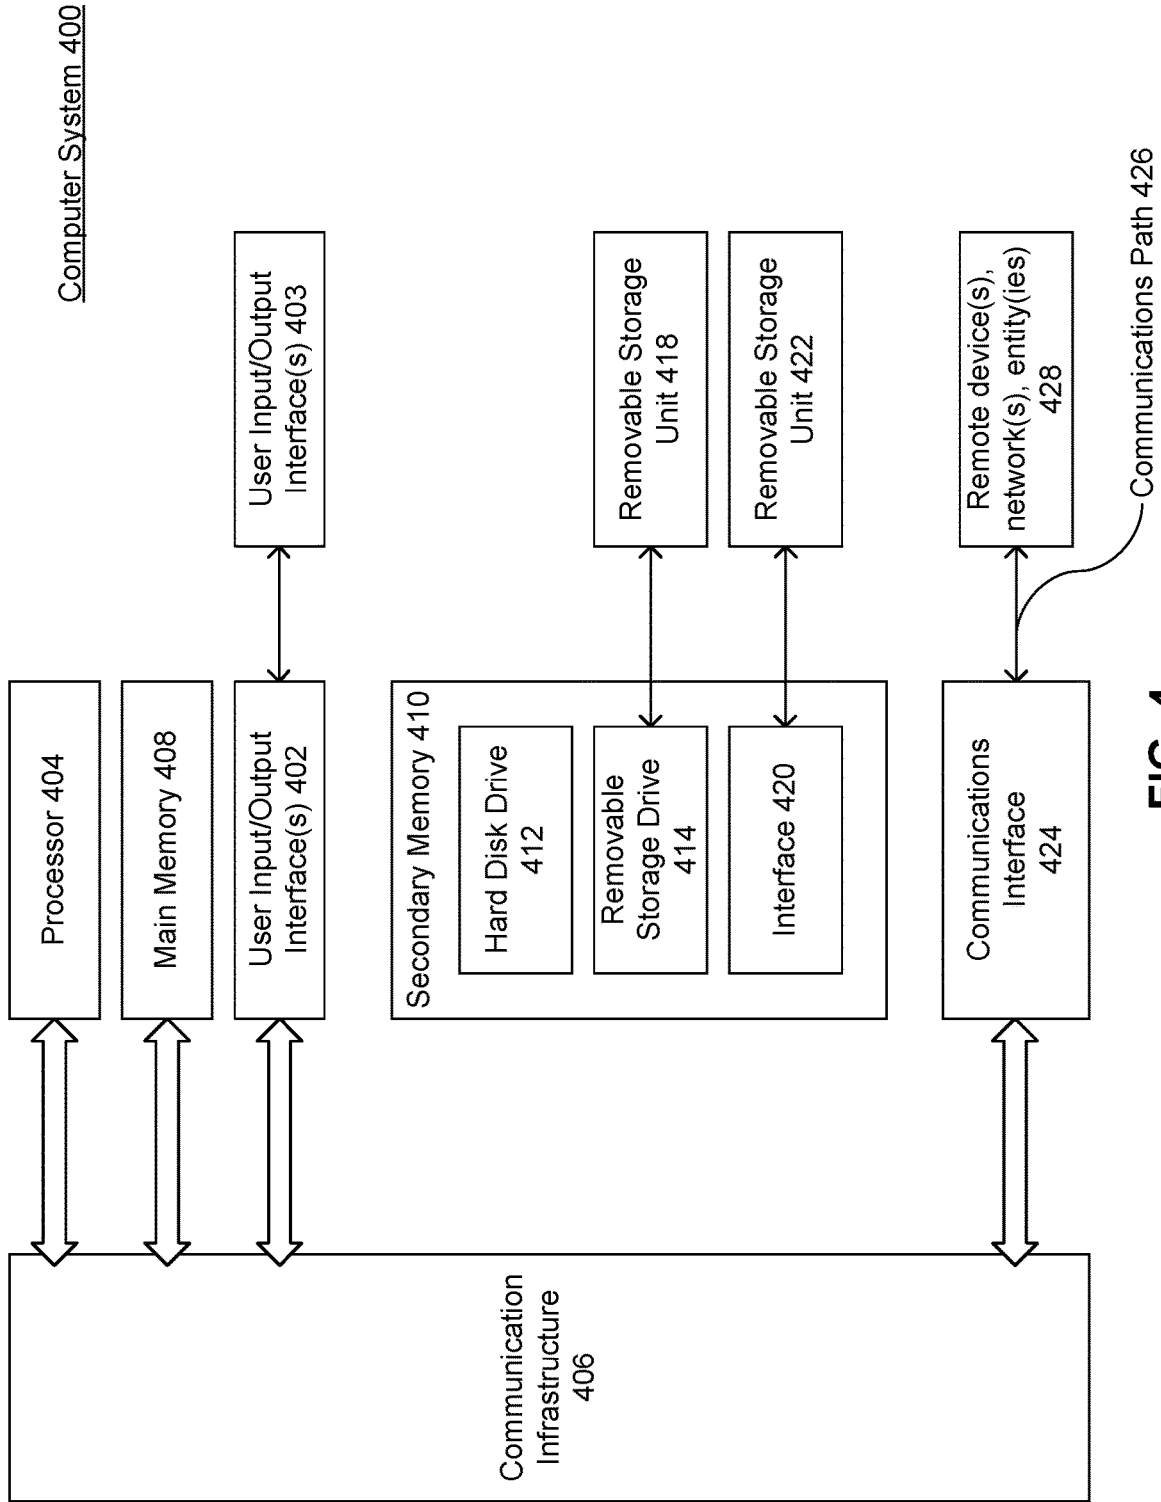 Computer System 400
Processor 404
Main Memory 408
User Input/Output
Interface(s) 402
User Input/Output
Interface(s) 403
Secondary Memory 410
Hard Disk Drive
412
Removable
Storage Drive
414
Removable Storage
Unit 418
Interface 420
Removable Storage
Unit 422
Communications
Interface
424
Remote device(s),
network(s), entity(ies)
428
Communications Path 426
Communication
Infrastructure
406
FIG. 4